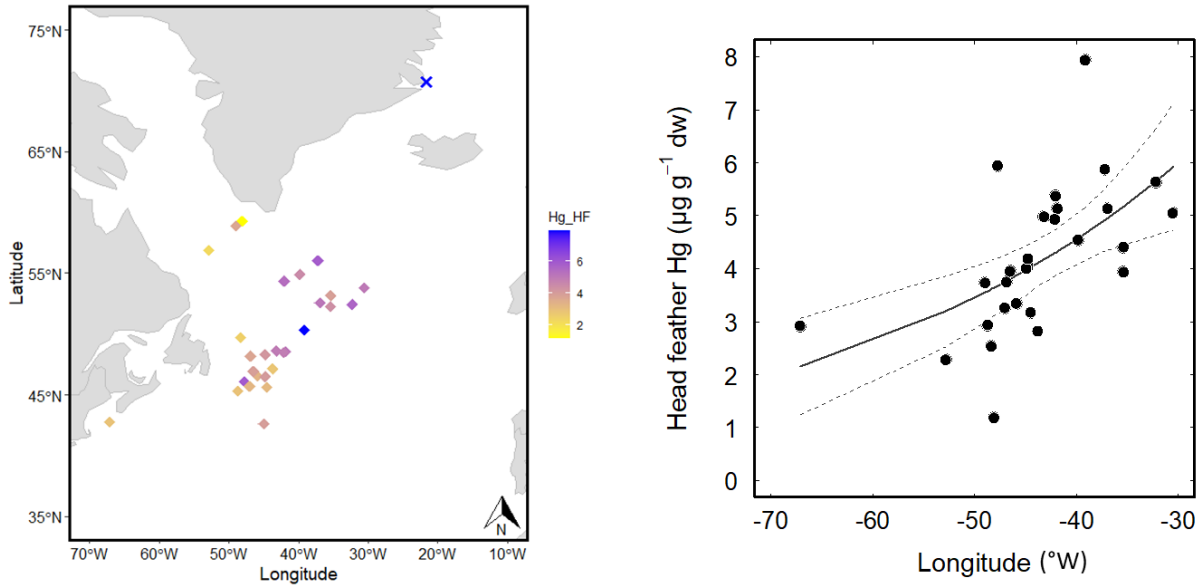 75°N
65°N
55°N
45°N
35°N
Latitude
70°W 60°W 50°W 40°W 30°W 20°W 10°W
Longitude
N
Hg_HF
6
4
2
8
7
6
5
4
3
2
1
0
Head feather Hg (µg g⁻¹ dw)
-70 -60 -50 -40 -30
Longitude (°W)